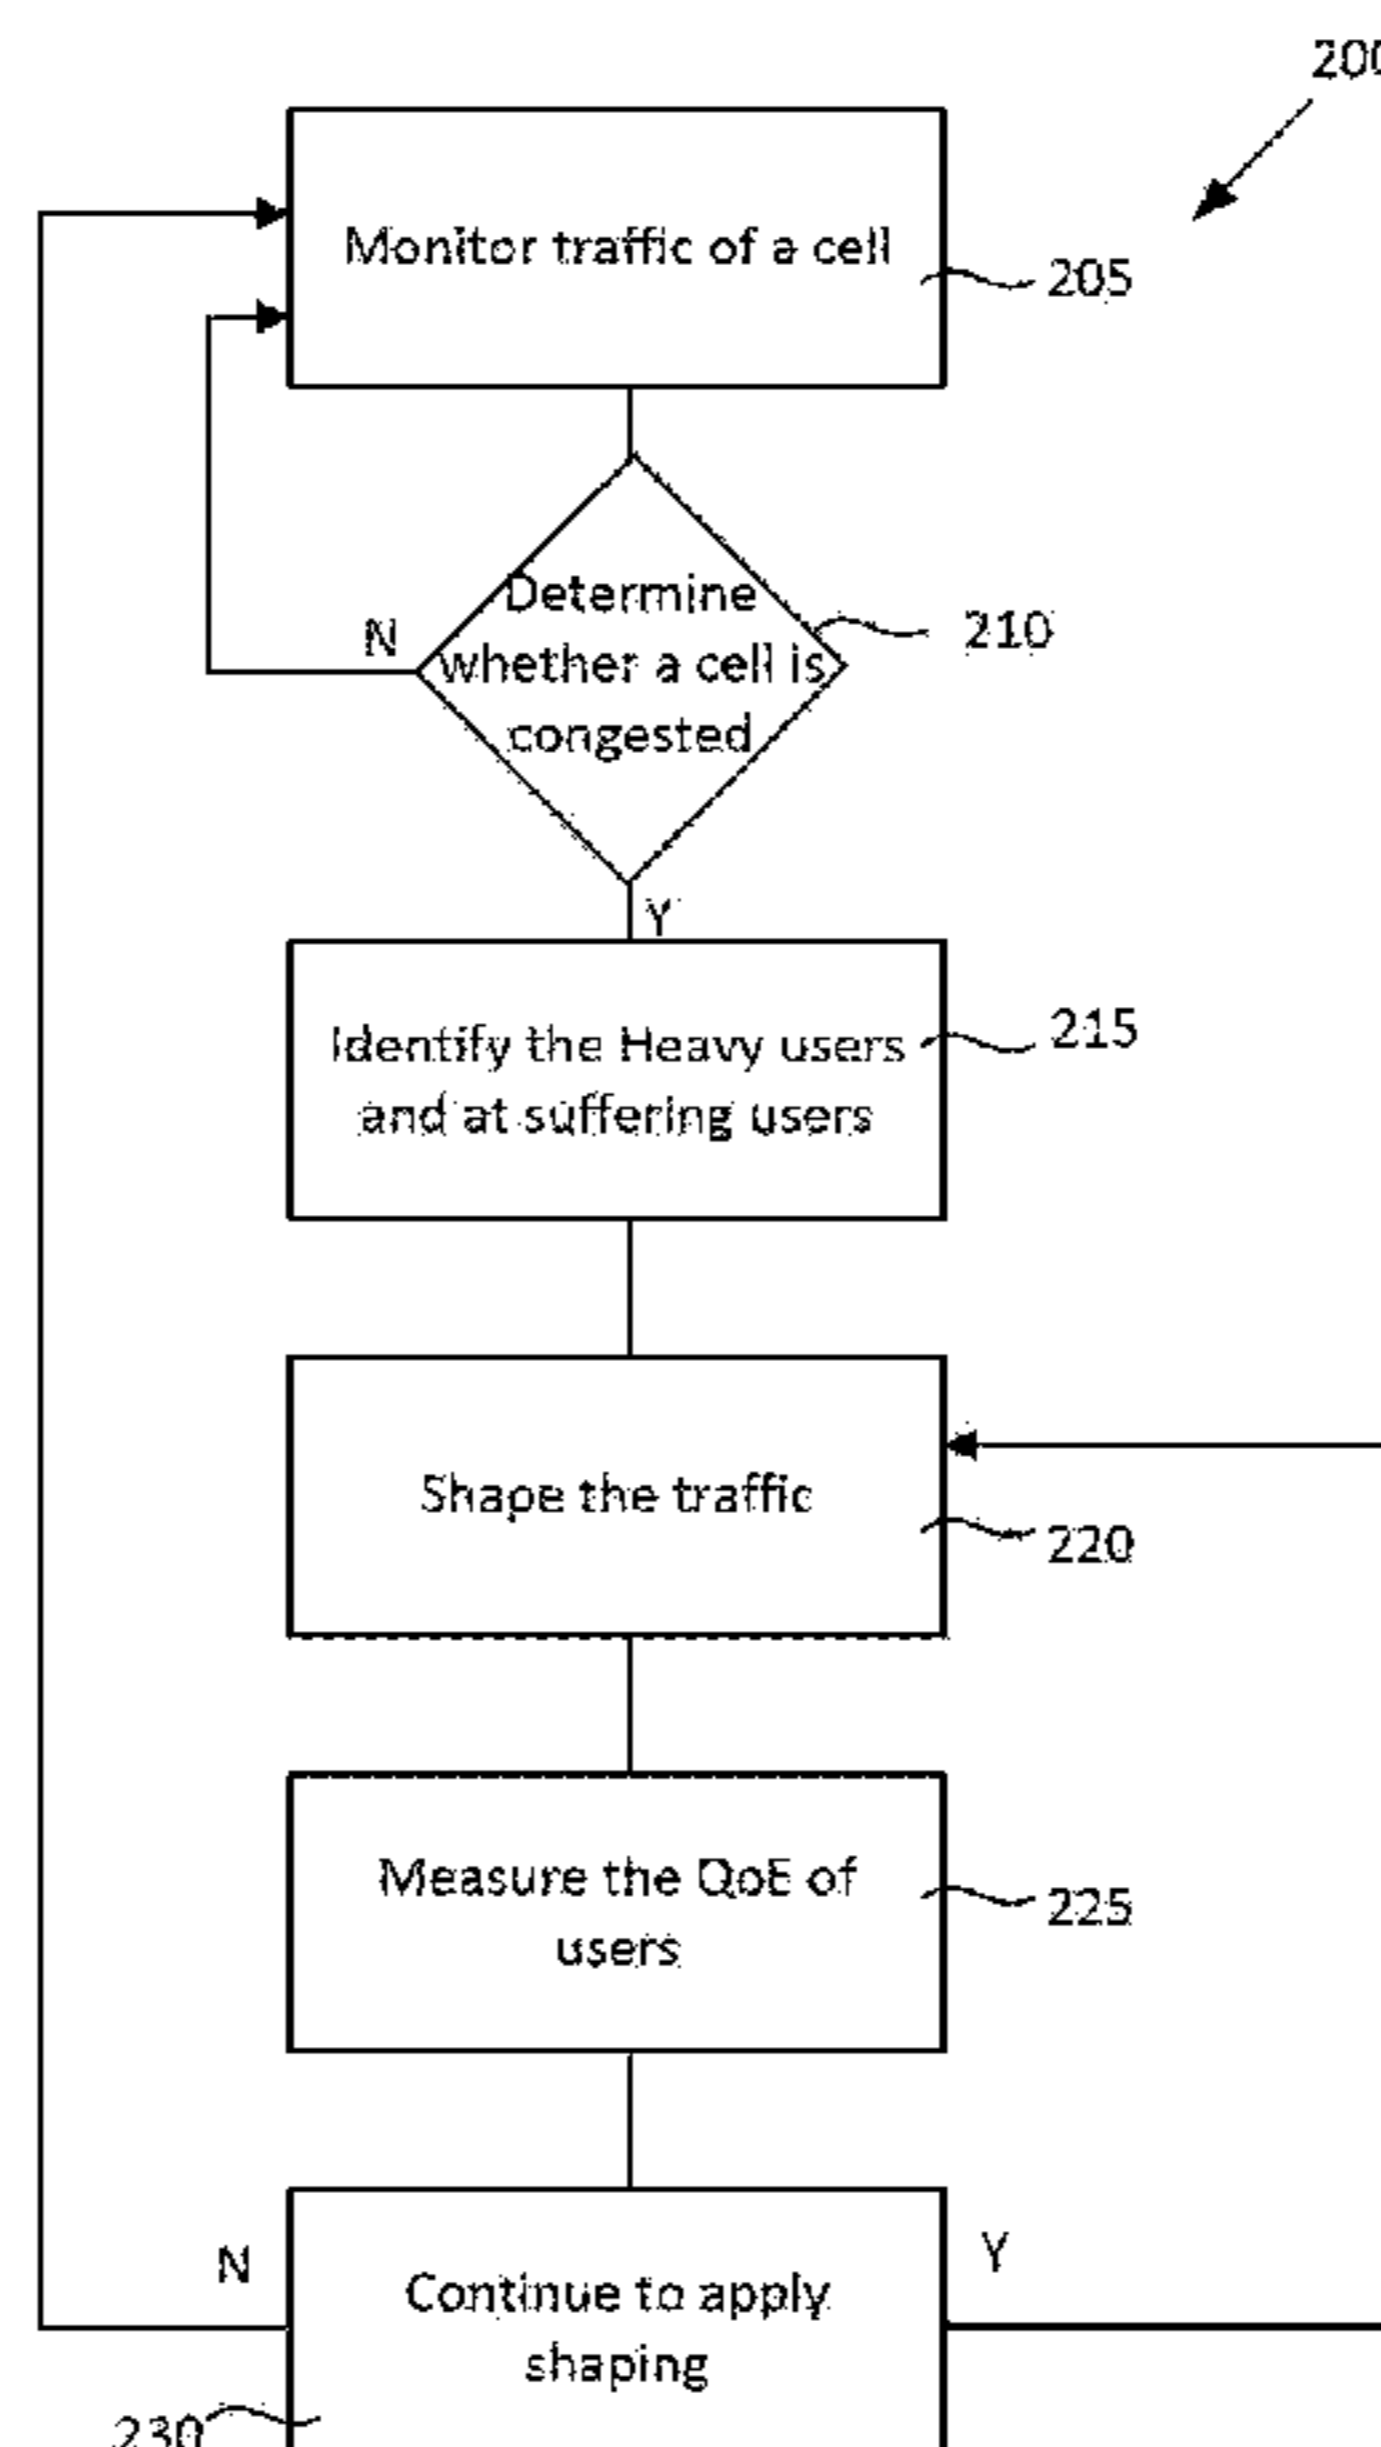 200
Monitor traffic of a cell
205
Determine
whether a cell is
congested
210
N
Y
Identify the Heavy users
and at suffering users
215
Shape the traffic
220
Measure the QoE of
users
225
N
Y
Continue to apply
shaping
230